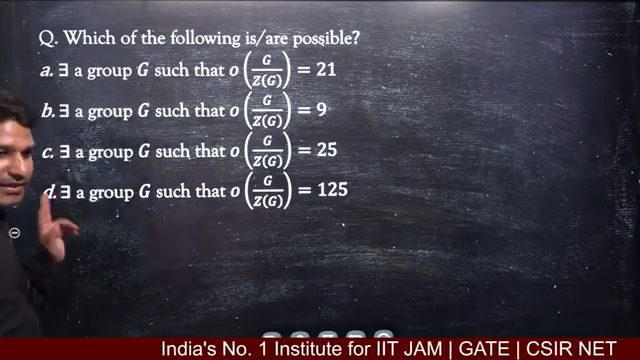 Q. Which of the following is/are possible?
a. ∃ a group G such that o(G/Z(G)) = 21
b. ∃ a group G such that o(G/Z(G)) = 9
c. ∃ a group G such that o(G/Z(G)) = 25
d. ∃ a group G such that o(G/Z(G)) = 125
India's No. 1 Institute for IIT JAM | GATE | CSIR NET